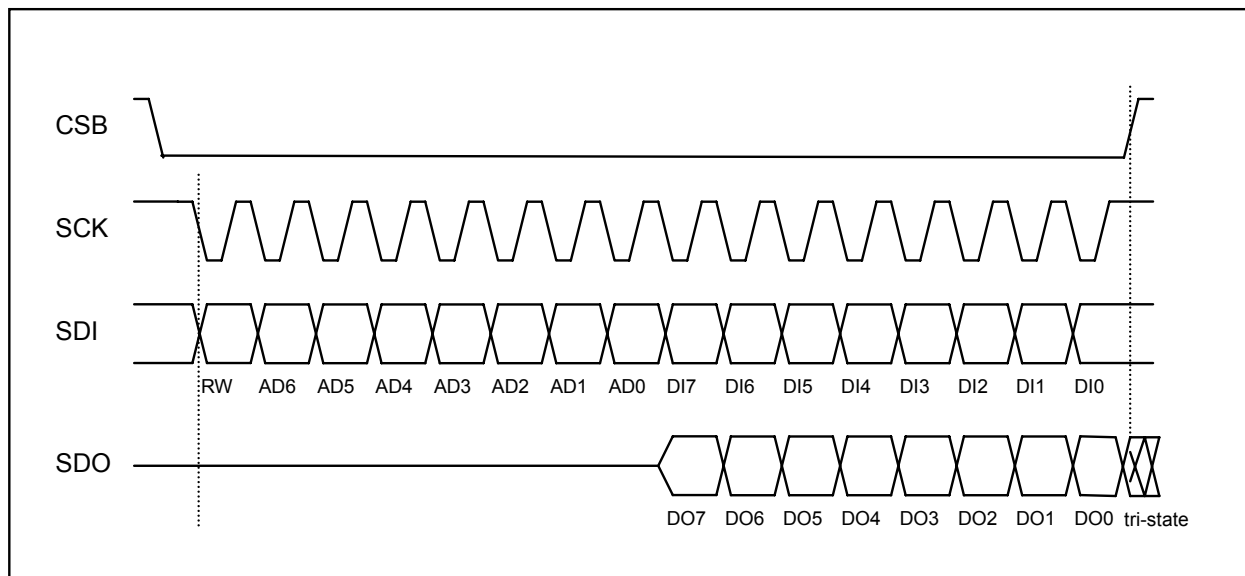 CSB
SCK
SDI
RW AD6 AD5 AD4 AD3 AD2 AD1 AD0 DI7 DI6 DI5 DI4 DI3 DI2 DI1 DI0
SDO
DO7 DO6 DO5 DO4 DO3 DO2 DO1 DO0 tri-state